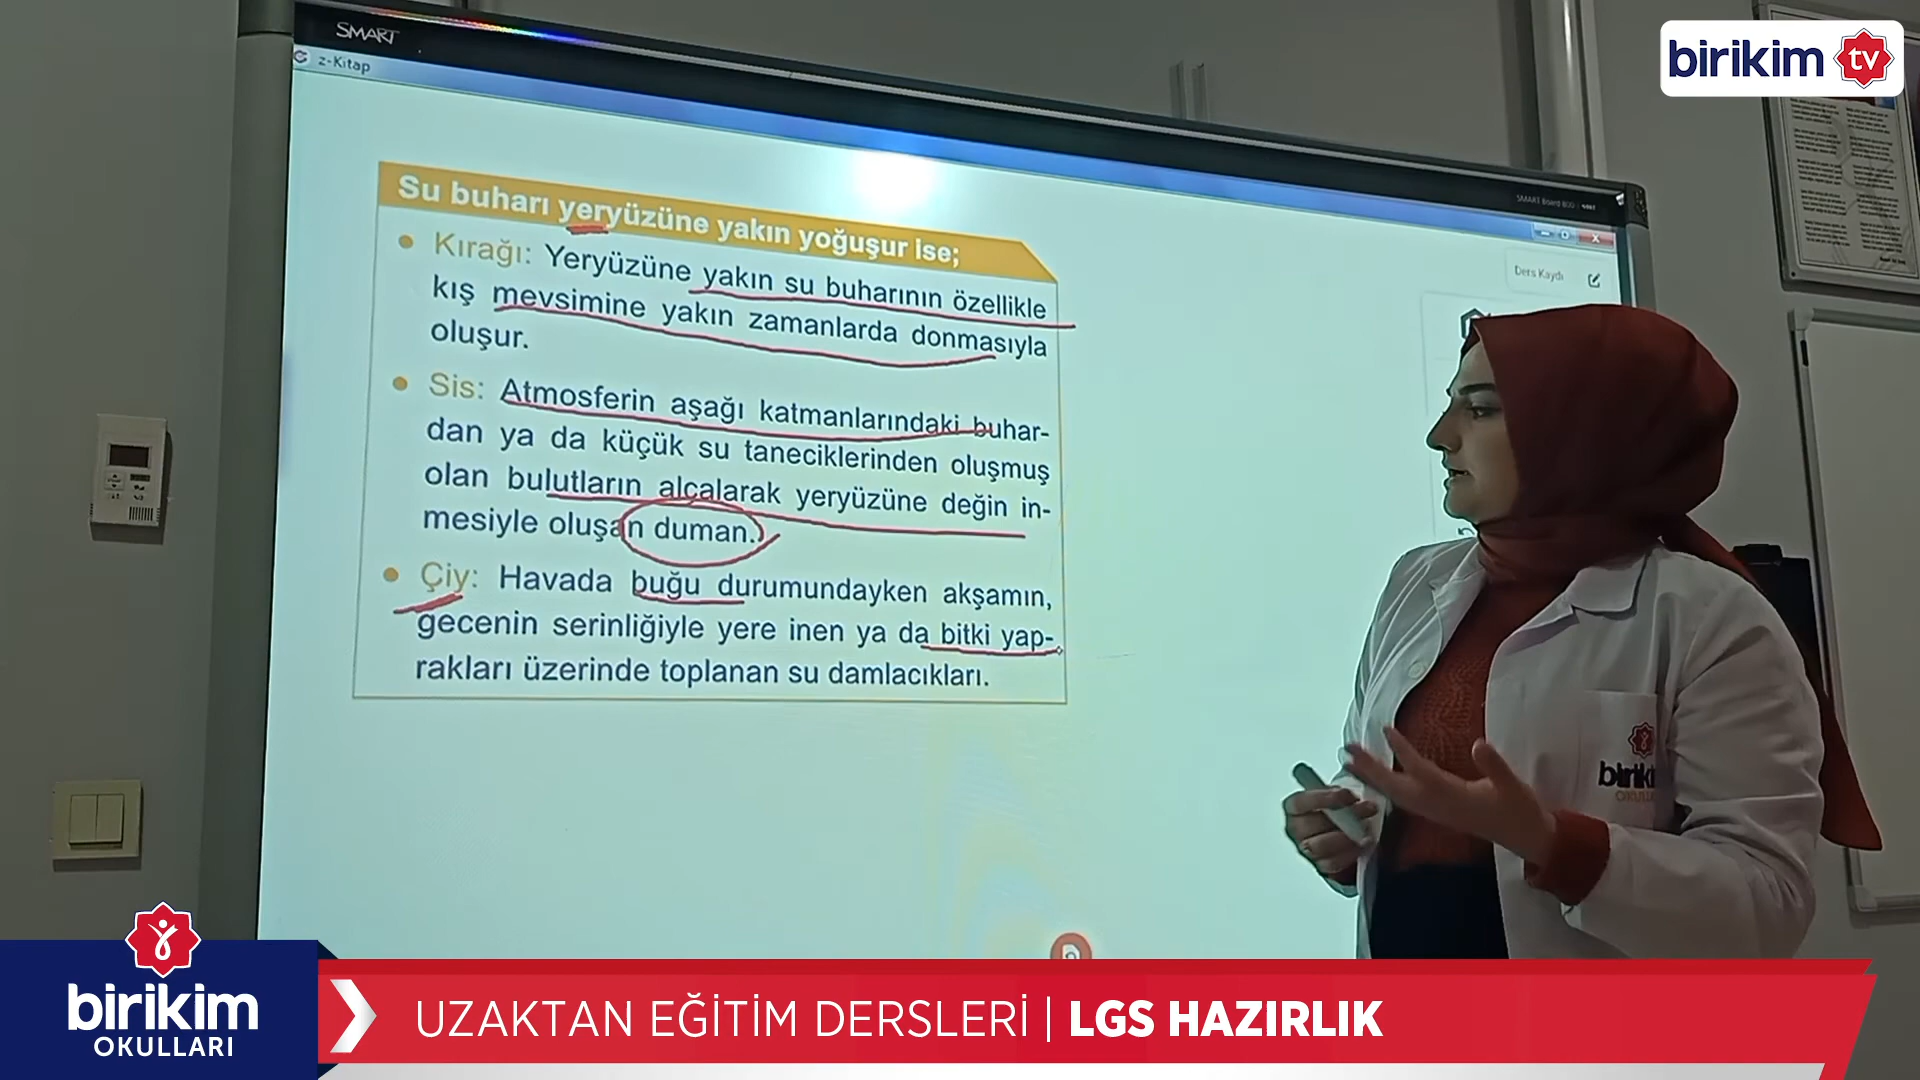 SMART
z-Kitap
birikim tv
SMART Board 800
Su buharı yeryüzüne yakın yoğuşur ise;
• Kırağı: Yeryüzüne yakın su buharının özellikle
kış mevsimine yakın zamanlarda donmasıyla
oluşur.
• Sis: Atmosferin aşağı katmanlarındaki buhar-
dan ya da küçük su taneciklerinden oluşmuş
olan bulutların alçalarak yeryüzüne değin in-
mesiyle oluşan duman.
• Çiy: Havada buğu durumundayken akşamın,
gecenin serinliğiyle yere inen ya da bitki yap-
rakları üzerinde toplanan su damlacıkları.
Ders Kaydı
birikim
OKULLARI
UZAKTAN EĞİTİM DERSLERİ | LGS HAZIRLIK